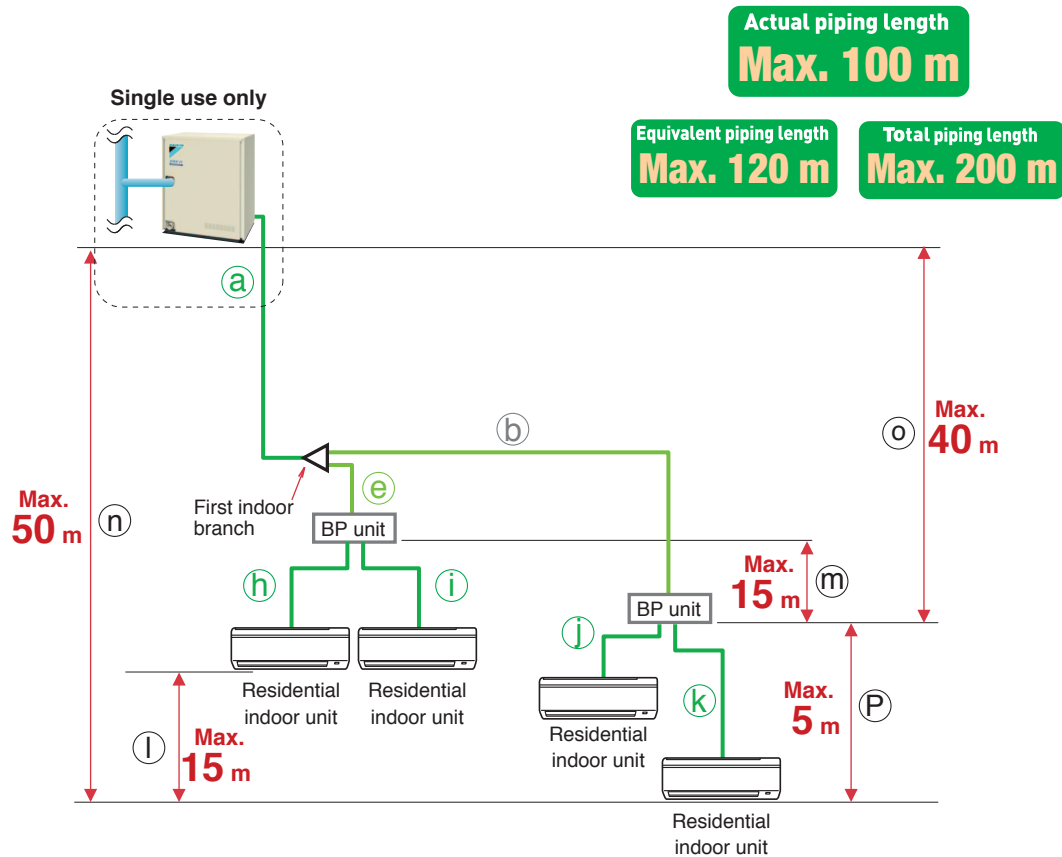 Actual piping length
Max. 100 m
Equivalent piping length
Max. 120 m
Total piping length
Max. 200 m
Single use only
a
b
o
Max.
40 m
First indoor
branch
e
BP unit
Max.
50 m
n
h
i
Max.
15 m
m
BP unit
j
k
Residential
indoor unit
Residential
indoor unit
l
Max.
15 m
Residential
indoor unit
Max.
5 m
P
Residential
indoor unit